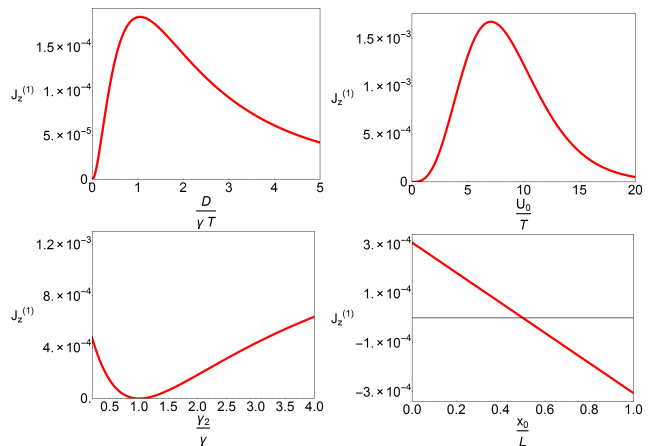 1.5×10⁻⁴
1.×10⁻⁴
J_z⁽¹⁾
5.×10⁻⁵
0
0 1 2 3 4 5
D
γ T
1.5×10⁻³
1.×10⁻³
J_z⁽¹⁾
5.×10⁻⁴
0
0 5 10 15 20
U₀
T
1.2×10⁻³
8.×10⁻⁴
J_z⁽¹⁾
4.×10⁻⁴
0.
0.5 1.0 1.5 2.0 2.5 3.0 3.5 4.0
γ₂
γ
3.×10⁻⁴
1.×10⁻⁴
J_z⁽¹⁾
−1.×10⁻⁴
−3.×10⁻⁴
0.0 0.2 0.4 0.6 0.8 1.0
x₀
L